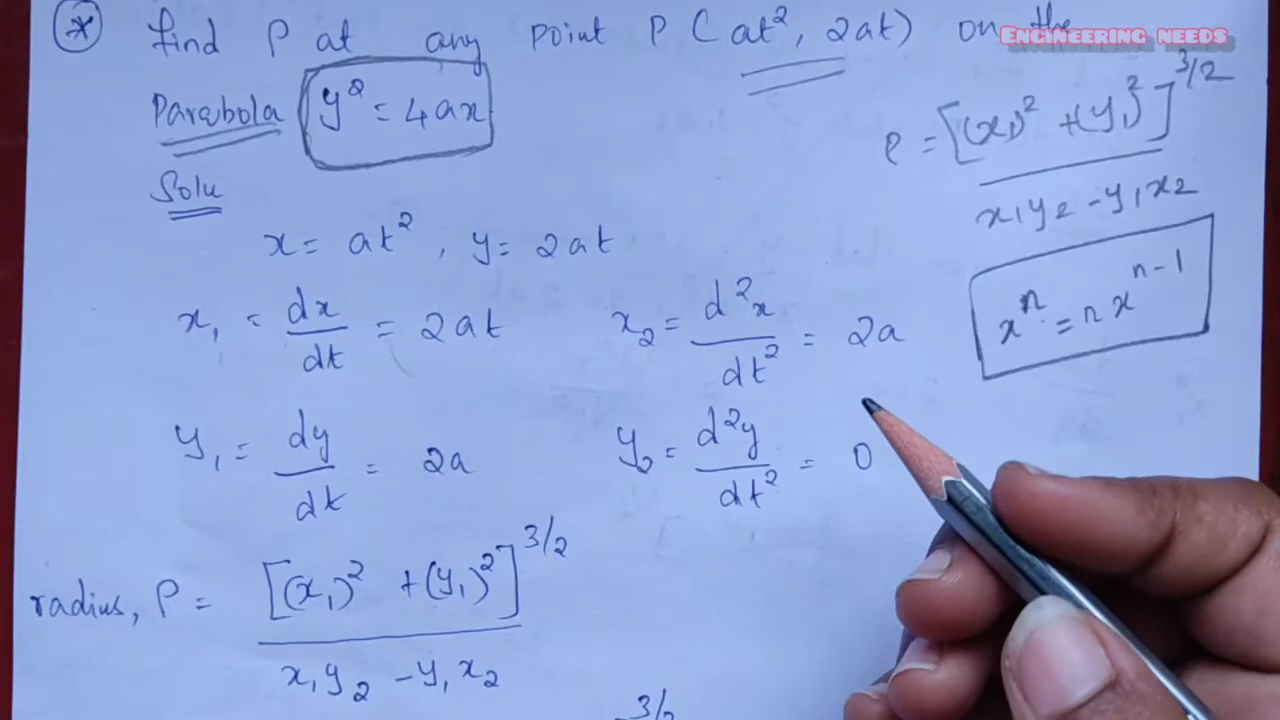 * find ρ at any point P (at², 2at) on the
ENGINEERING NEEDS
Parabola y² = 4ax
ρ = [(x₁)² + (y₁)²]^3/2 / x₁y₂ - y₁x₂
Solu
x = at² , y = 2at
xⁿ = n x^n-1
x₁ = dx/dt = 2at x₂ = d²x/dt² = 2a
y₁ = dy/dt = 2a y₂ = d²y/dt² = 0
radius, ρ = [(x₁)² + (y₁)²]^3/2 / x₁y₂ - y₁x₂
3/2